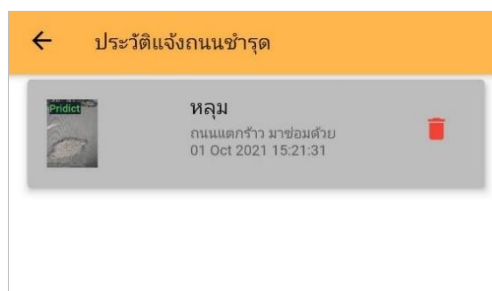 ประวัติแจ้งถนนชำรุด
Pridict
หลุม
ถนนแตกร้าว มาซ่อมด้วย
01 Oct 2021 15:21:31